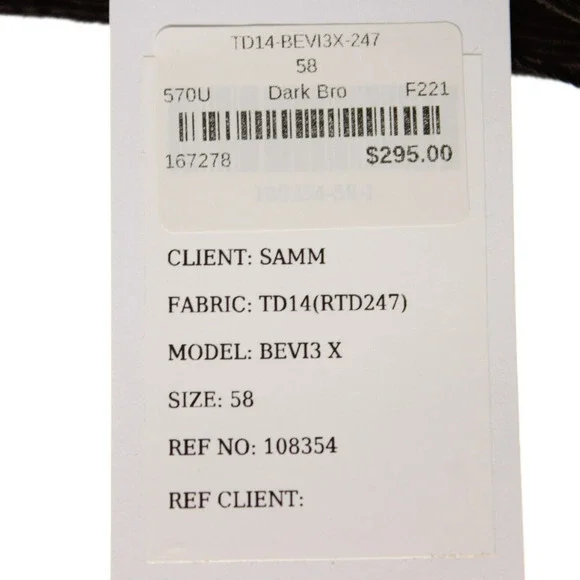 TD14-BEVI3X-247
58
570U Dark Bro F221
167278 $295.00
CLIENT: SAMM
FABRIC: TD14(RTD247)
MODEL: BEVI3 X
SIZE: 58
REF NO: 108354
REF CLIENT: